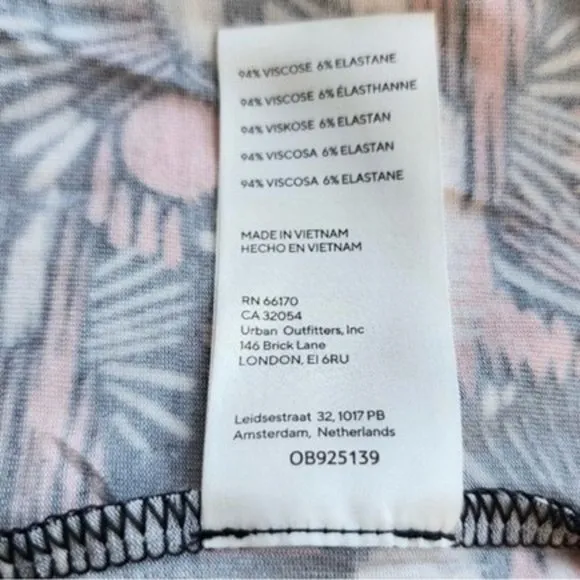 94% VISCOSE 6% ELASTANE
94% VISCOSE 6% ÉLASTHANNE
94% VISKOSE 6% ELASTAN
94% VISCOSA 6% ELASTAN
94% VISCOSA 6% ELASTANE
MADE IN VIETNAM
HECHO EN VIETNAM
RN 66170
CA 32054
Urban Outfitters, Inc
146 Brick Lane
LONDON, E1 6RU
Leidsestraat 32, 1017 PB
Amsterdam, Netherlands
OB925139